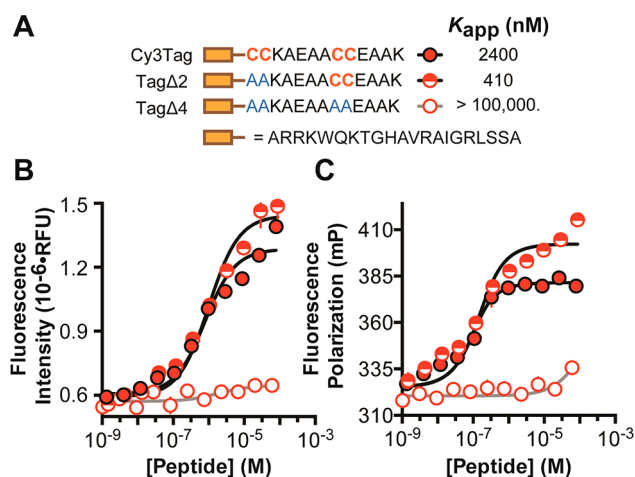 A
Kapp (nM)
Cy3Tag CCKAEAACCEAAK 2400
TagΔ2 AAKAEAACCEAAK 410
TagΔ4 AAKAEAAAAEAAK > 100,000.
= ARRKWQKTGHAVRAIGRLSSA
B
Fluorescence
Intensity (10-6•RFU)
1.5
1.2
0.9
0.6
10-9 10-7 10-5 10-3
[Peptide] (M)
C
Fluorescence
Polarization (mP)
410
385
360
335
310
10-9 10-7 10-5 10-3
[Peptide] (M)